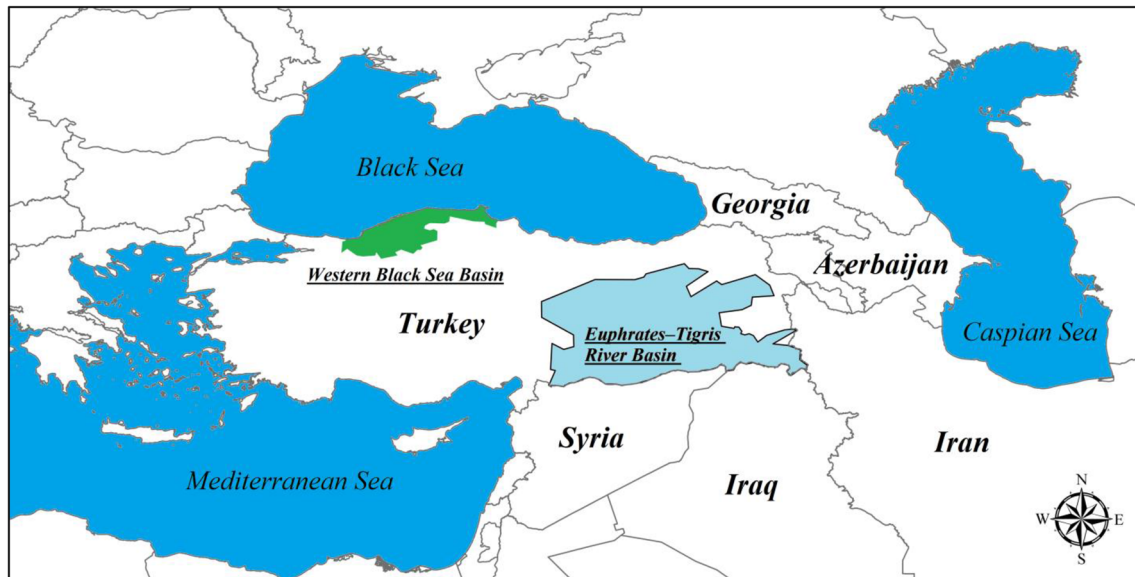 Black Sea
Georgia
Western Black Sea Basin
Azerbaijan
Turkey
Euphrates–Tigris
River Basin
Caspian Sea
Syria
Iran
Mediterranean Sea
Iraq
N
W
E
S